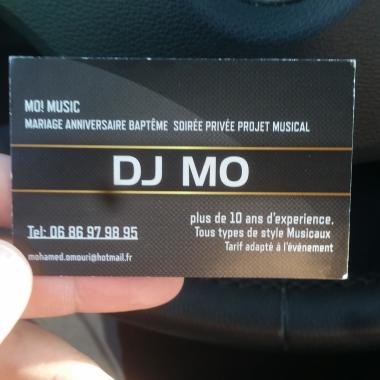 MO! MUSIC
MARIAGE ANNIVERSAIRE BAPTÊME SOIRÉE PRIVÉE PROJET MUSICAL
DJ MO
plus de 10 ans d'experience.
Tel: 06 86 97 98 95
Tous types de style Musicaux
Tarif adapté à l'événement
mohamed.omouri@hotmail.fr